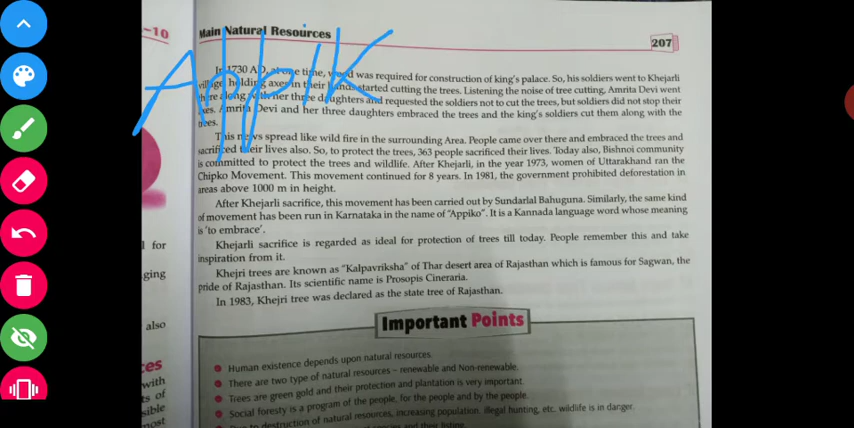 -10
Main Natural Resources
207
AppIK
In 1730 AD, at one time, wood was required for construction of king's palace. So, his soldiers went to Khejarli
village, holding axes in their hands started cutting the trees. Listening the noise of tree cutting, Amrita Devi went
there along with her three daughters and requested the soldiers not to cut the trees, but soldiers did not stop their
axes. Amrita Devi and her three daughters embraced the trees and the king's soldiers cut them along with the
trees.
This news spread like wild fire in the surrounding Area. People came over there and embraced the trees and
sacrificed their lives also. So, to protect the trees, 363 people sacrificed their lives. Today also, Bishnoi community
is committed to protect the trees and wildlife. After Khejarli, in the year 1973, women of Uttarakhand ran the
Chipko Movement. This movement continued for 8 years. In 1981, the government prohibited deforestation in
areas above 1000 m in height.
After Khejarli sacrifice, this movement has been carried out by Sundarlal Bahuguna. Similarly, the same kind
of movement has been run in Karnataka in the name of "Appiko". It is a Kannada language word whose meaning
is 'to embrace'.
Khejarli sacrifice is regarded as ideal for protection of trees till today. People remember this and take
inspiration from it.
Khejri trees are known as "Kalpavriksha" of Thar desert area of Rajasthan which is famous for Sagwan, the
pride of Rajasthan. Its scientific name is Prosopis Cineraria.
In 1983, Khejri tree was declared as the state tree of Rajasthan.
l for
ging
also
es
with
ts of
sible
most
Important Points
Human existence depends upon natural resources.
There are two type of natural resources – renewable and Non-renewable.
Trees are green gold and their protection and plantation is very important.
Social forestry is a program of the people, for the people and by the people.
Due to destruction of natural resources, increasing population, illegal hunting, etc. wildlife is in danger.
and their listing.